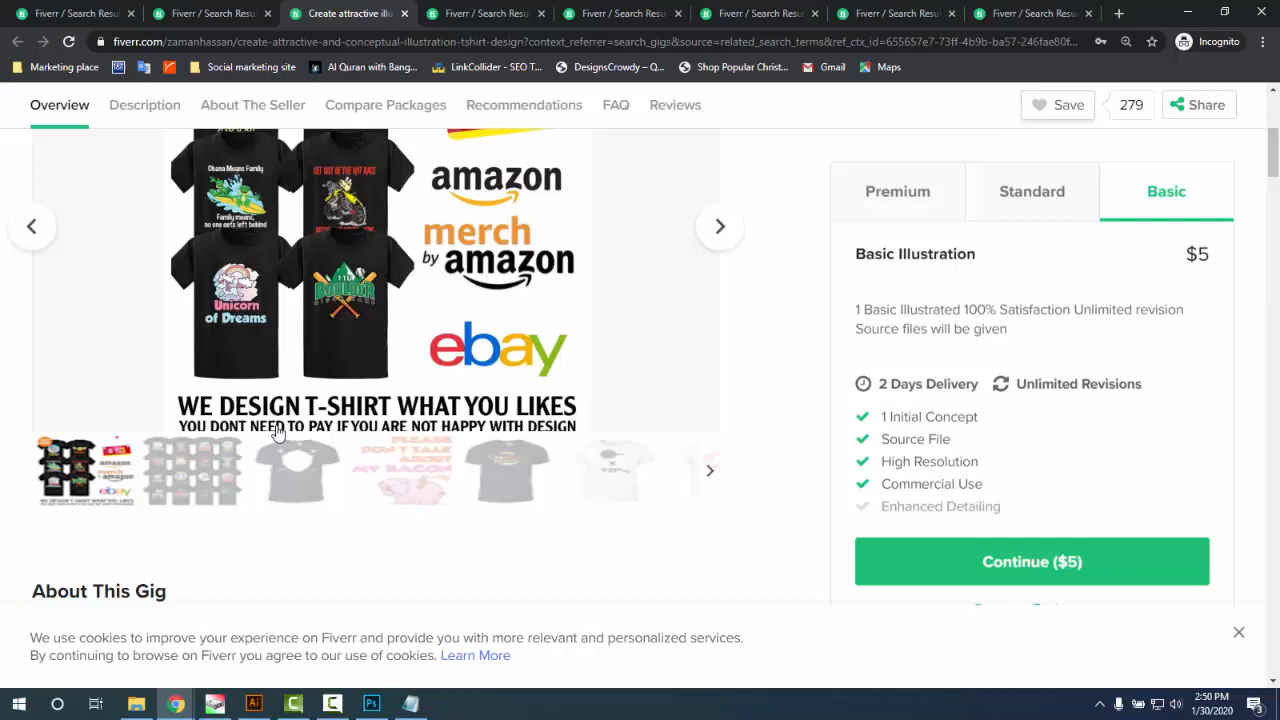 Fiverr / Search Resu
Fiverr / Search Resu
Create attractive illu
Fiverr / Search Resu
Fiverr / Search Resu
Fiverr / Search Resu
Fiverr / Search Resu
Fiverr / Search Resu
fiverr.com/zamanhassan/create-attractive-and-conceptual-illustration-tshirt-design?context_referrer=search_gigs&source=related_search_terms&ref_ctx_id=655657e7-73ff-4b9b-ba57-246fae80f...
Incognito
Marketing place
Social marketing site
Al Quran with Bang...
LinkCollider - SEO T...
DesignsCrowdy – Q...
Shop Popular Christ...
Gmail
Maps
Overview
Description
About The Seller
Compare Packages
Recommendations
FAQ
Reviews
Save
279
Share
Ohana Means Family
Family means,
no one gets left behind
GET OUT OF THE RAT RACE
amazon
merch
by amazon
Unicorn
of Dreams
110
BOULDER
ebay
WE DESIGN T-SHIRT WHAT YOU LIKES
YOU DONT NEED TO PAY IF YOU ARE NOT HAPPY WITH DESIGN
PLEASE
DON'T TALK
ABOUT
MY BACON
Premium
Standard
Basic
Basic Illustration
$5
1 Basic Illustrated 100% Satisfaction Unlimited revision
Source files will be given
2 Days Delivery
Unlimited Revisions
1 Initial Concept
Source File
High Resolution
Commercial Use
Enhanced Detailing
Continue ($5)
About This Gig
We use cookies to improve your experience on Fiverr and provide you with more relevant and personalized services.
By continuing to browse on Fiverr you agree to our use of cookies. Learn More
2:50 PM
1/30/2020